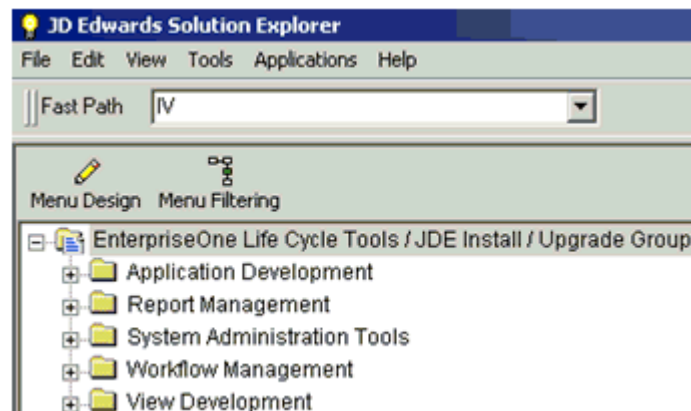 JD Edwards Solution Explorer
File Edit View Tools Applications Help
Fast Path IV
Menu Design Menu Filtering
EnterpriseOne Life Cycle Tools / JDE Install / Upgrade Group
Application Development
Report Management
System Administration Tools
Workflow Management
View Development